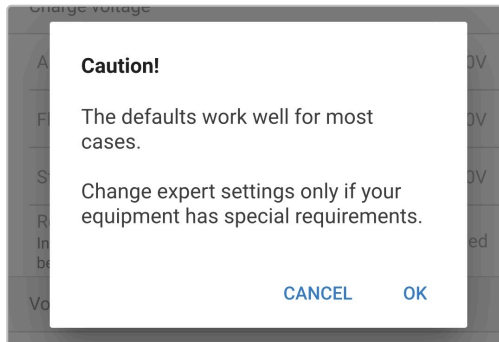 Charge voltage
Caution!
The defaults work well for most
cases.
Change expert settings only if your
equipment has special requirements.
CANCEL
OK
Vo